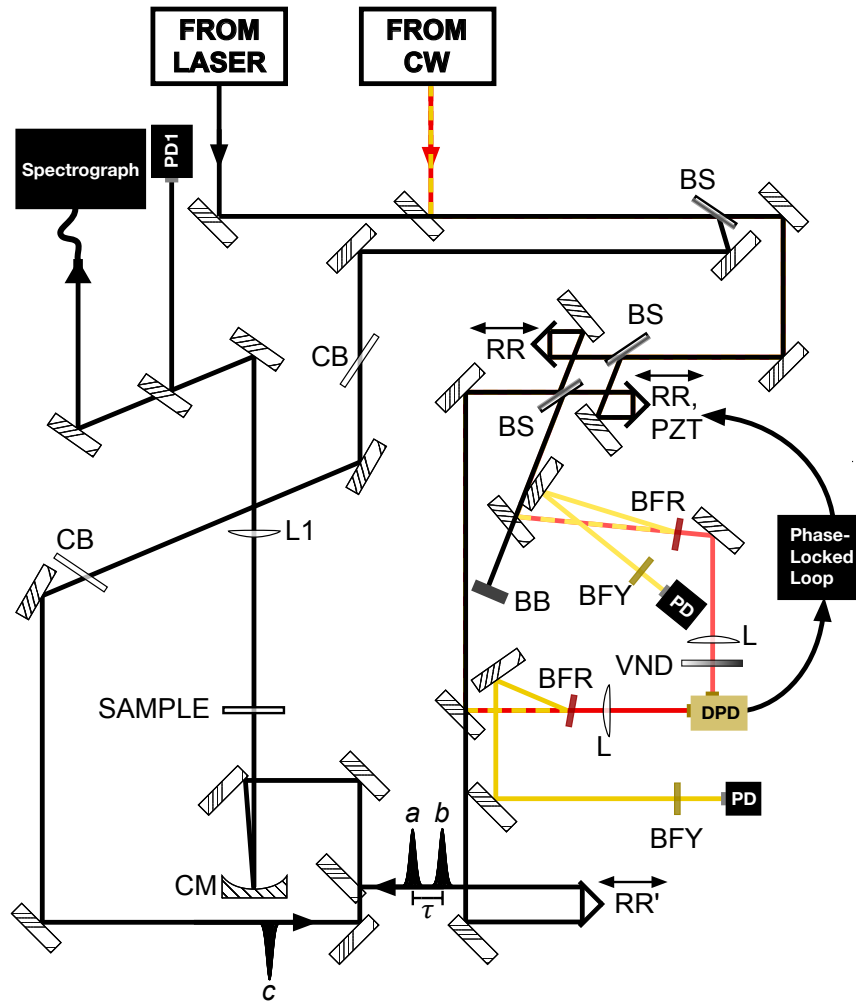 FROM
LASER
FROM
CW
Spectrograph
PD1
BS
CB
RR
BS
BS
RR,
PZT
CB
L1
BFR
Phase-
Locked
Loop
BFY
PD
BB
L
VND
SAMPLE
BFR
L
DPD
PD
BFY
a
b
CM
τ
RR'
c